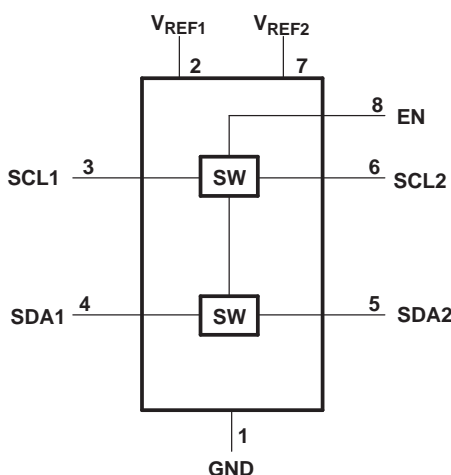 VREF1 VREF2
2 7
8 EN
SCL1 3 SW 6 SCL2
SDA1 4 SW 5 SDA2
1
GND